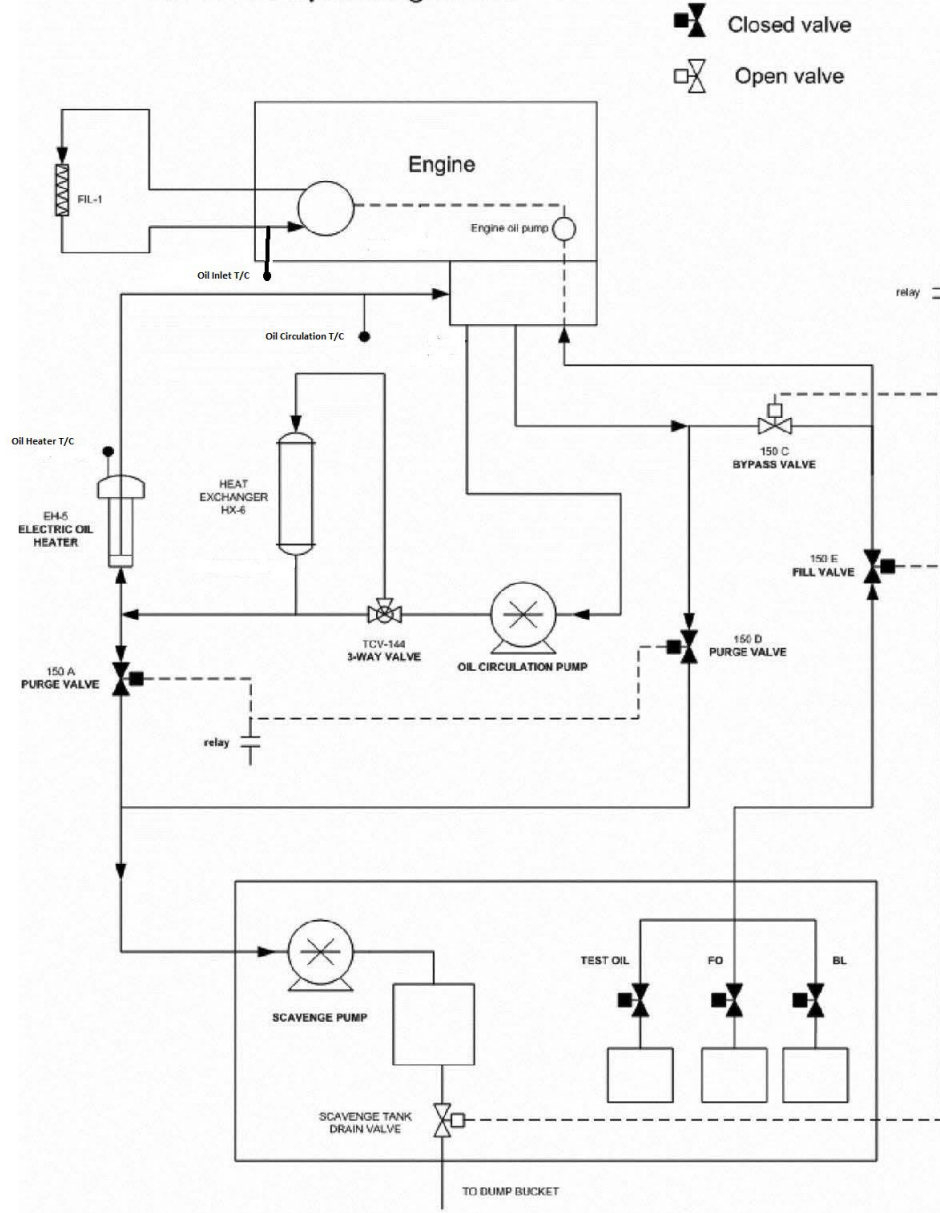 Closed valve
Open valve
Engine
FIL-1
Engine oil pump
Oil Inlet T/C
relay
Oil Circulation T/C
Oil Heater T/C
150 C
BYPASS VALVE
HEAT
EXCHANGER
HX-6
EH-5
ELECTRIC OIL
HEATER
150 E
FILL VALVE
TCV-144
3-WAY VALVE
OIL CIRCULATION PUMP
150 D
PURGE VALVE
150 A
PURGE VALVE
relay
TEST OIL
FO
BL
SCAVENGE PUMP
SCAVENGE TANK
DRAIN VALVE
TO DUMP BUCKET